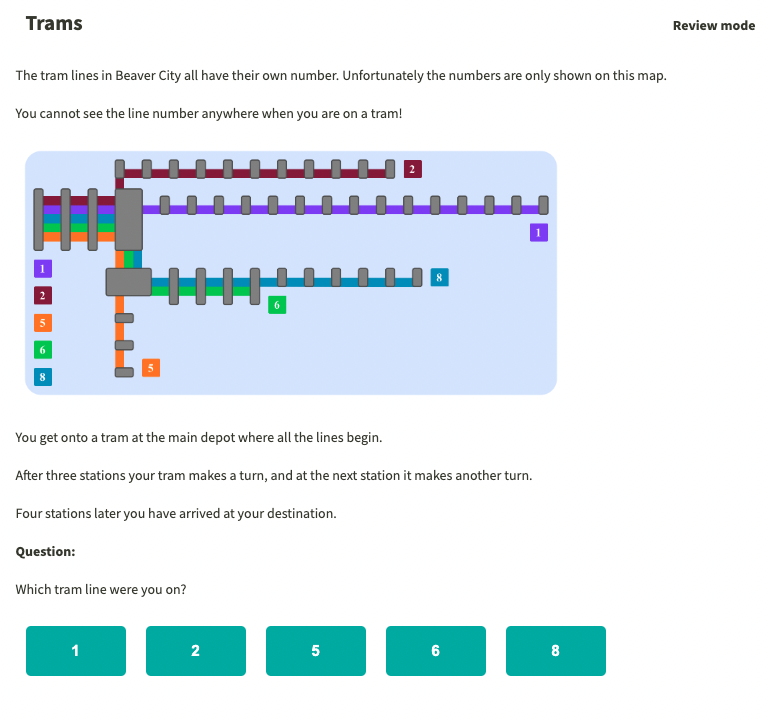 Trams
Review mode
The tram lines in Beaver City all have their own number. Unfortunately the numbers are only shown on this map.
You cannot see the line number anywhere when you are on a tram!
2
1
1
8
2
6
5
6
5
8
You get onto a tram at the main depot where all the lines begin.
After three stations your tram makes a turn, and at the next station it makes another turn.
Four stations later you have arrived at your destination.
Question:
Which tram line were you on?
1 2 5 6 8